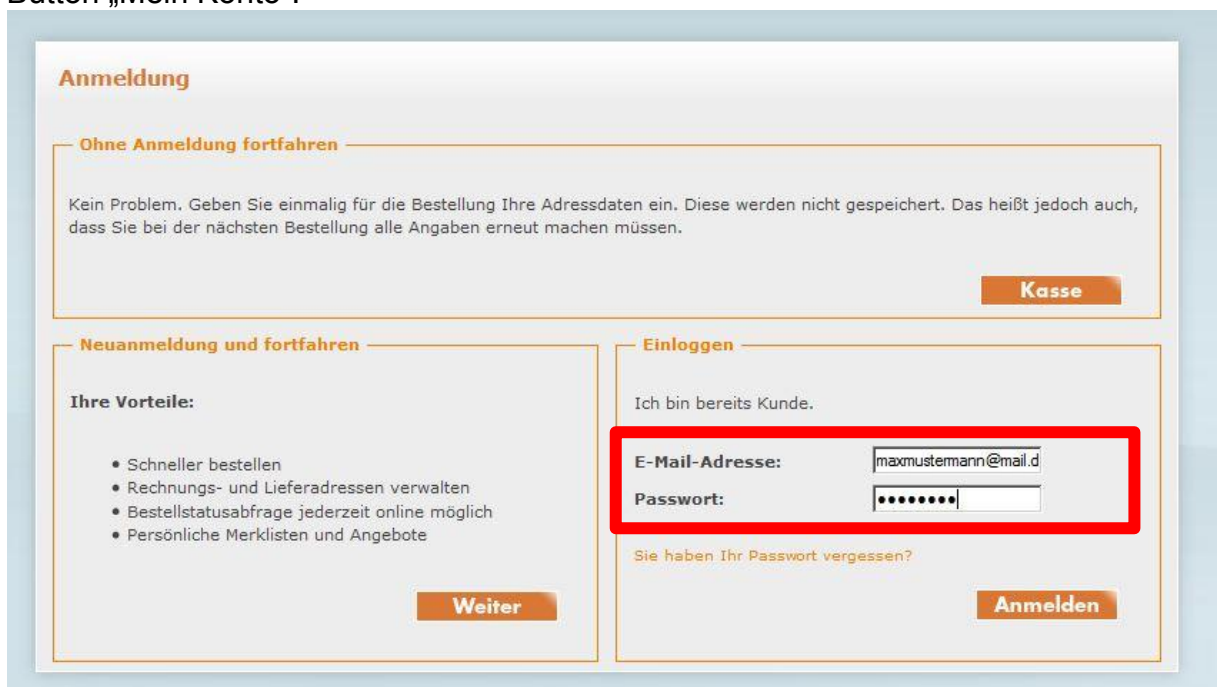 Button „Mein Konto“.
Anmeldung
Ohne Anmeldung fortfahren
Kein Problem. Geben Sie einmalig für die Bestellung Ihre Adressdaten ein. Diese werden nicht gespeichert. Das heißt jedoch auch,
dass Sie bei der nächsten Bestellung alle Angaben erneut machen müssen.
Kasse
Neuanmeldung und fortfahren
Ihre Vorteile:
• Schneller bestellen
• Rechnungs- und Lieferadressen verwalten
• Bestellstatusabfrage jederzeit online möglich
• Persönliche Merklisten und Angebote
Weiter
Einloggen
Ich bin bereits Kunde.
E-Mail-Adresse: maxmustermann@mail.d
Passwort: ••••••••
Sie haben Ihr Passwort vergessen?
Anmelden